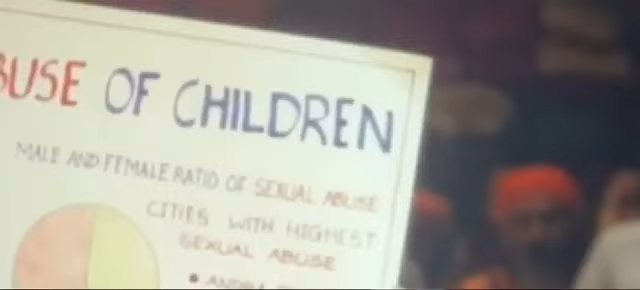 BUSE OF CHILDREN
MALE AND FEMALE RATIO OF SEXUAL ABUSE
CITIES WITH HIGHEST
SEXUAL ABUSE